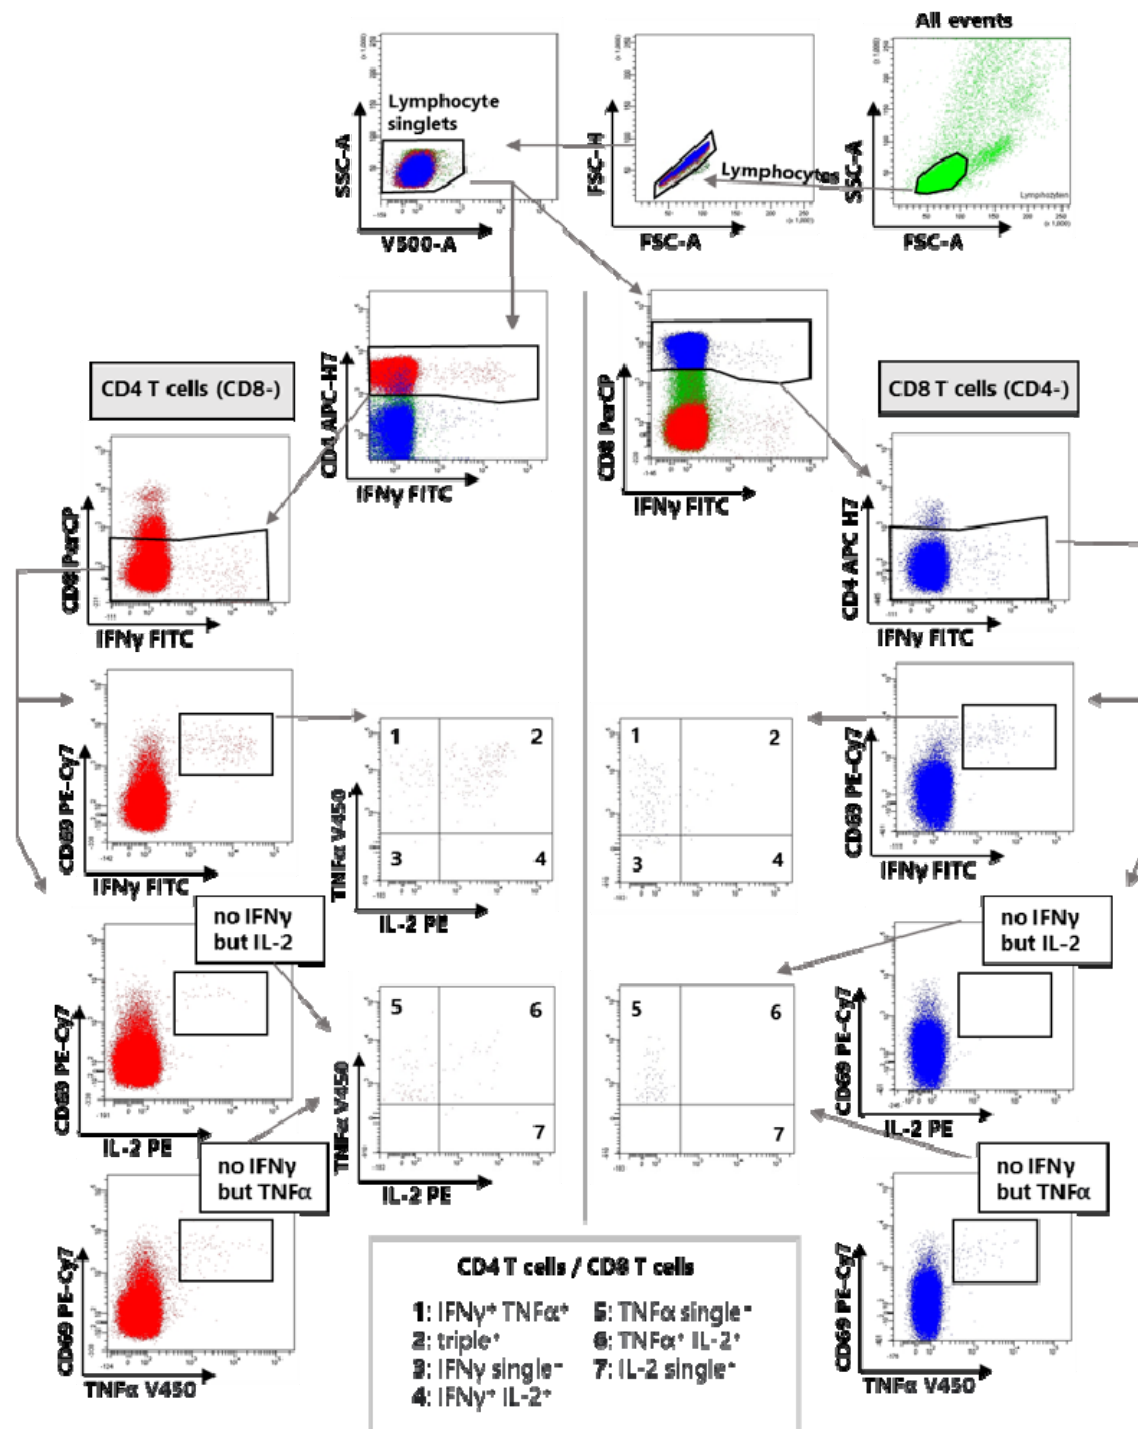 All events
Lymphocyte
singlets
SSC-A
V500-A
FSC-H
FSC-A
Lymphocytes
SSC-A
FSC-A
Lymphozyten
CD4 T cells (CD8-)
CD4 APC-H7
IFNγ FITC
CD8 PerCP
IFNγ FITC
CD8 T cells (CD4-)
CD8 PerCP
IFNγ FITC
CD4 APC H7
IFNγ FITC
CD69 PE-Cy7
IFNγ FITC
1 2
3 4
TNFα V450
IL-2 PE
1 2
3 4
CD69 PE-Cy7
IFNγ FITC
no IFNγ
but IL-2
CD69 PE-Cy7
IL-2 PE
5 6
7
TNFα V450
IL-2 PE
5 6
7
no IFNγ
but IL-2
CD69 PE-Cy7
IL-2 PE
no IFNγ
but TNFα
CD69 PE-Cy7
TNFα V450
no IFNγ
but TNFα
CD69 PE-Cy7
TNFα V450
CD4 T cells / CD8 T cells
1: IFNγ⁺ TNFα⁺ 5: TNFα single⁺
2: triple⁺ 6: TNFα⁺ IL-2⁺
3: IFNγ single⁺ 7: IL-2 single⁺
4: IFNγ⁺ IL-2⁺